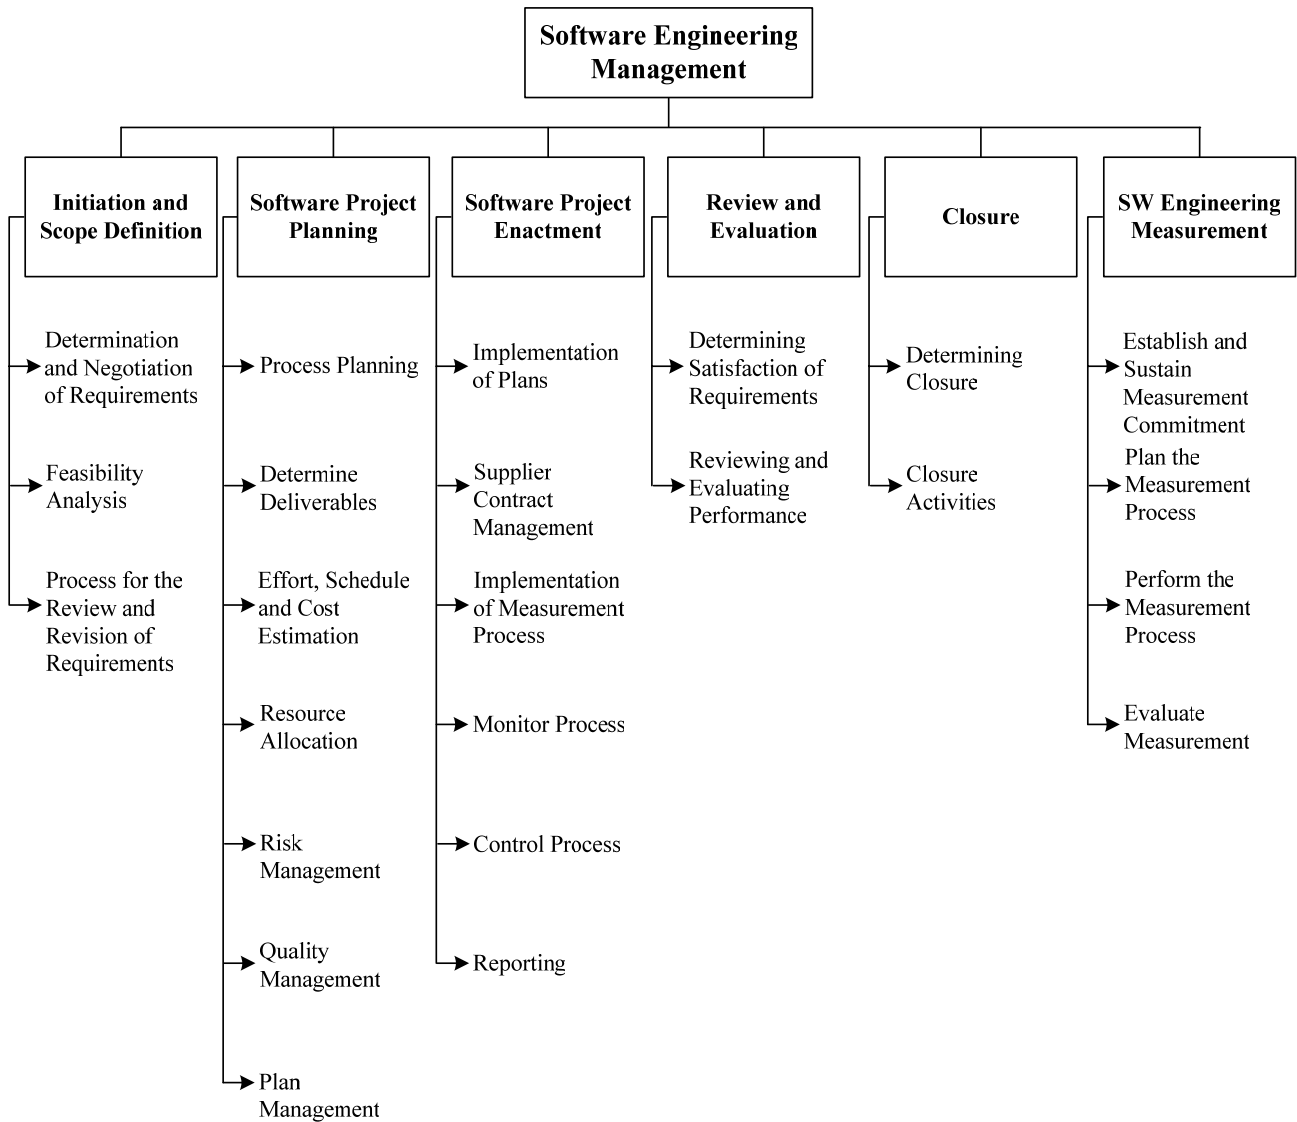 Software Engineering
Management
Initiation and
Scope Definition
Software Project
Planning
Software Project
Enactment
Review and
Evaluation
Closure
SW Engineering
Measurement
Determination
and Negotiation
of Requirements
Feasibility
Analysis
Process for the
Review and
Revision of
Requirements
Process Planning
Determine
Deliverables
Effort, Schedule
and Cost
Estimation
Resource
Allocation
Risk
Management
Quality
Management
Plan
Management
Implementation
of Plans
Supplier
Contract
Management
Implementation
of Measurement
Process
Monitor Process
Control Process
Reporting
Determining
Satisfaction of
Requirements
Reviewing and
Evaluating
Performance
Determining
Closure
Closure
Activities
Establish and
Sustain
Measurement
Commitment
Plan the
Measurement
Process
Perform the
Measurement
Process
Evaluate
Measurement